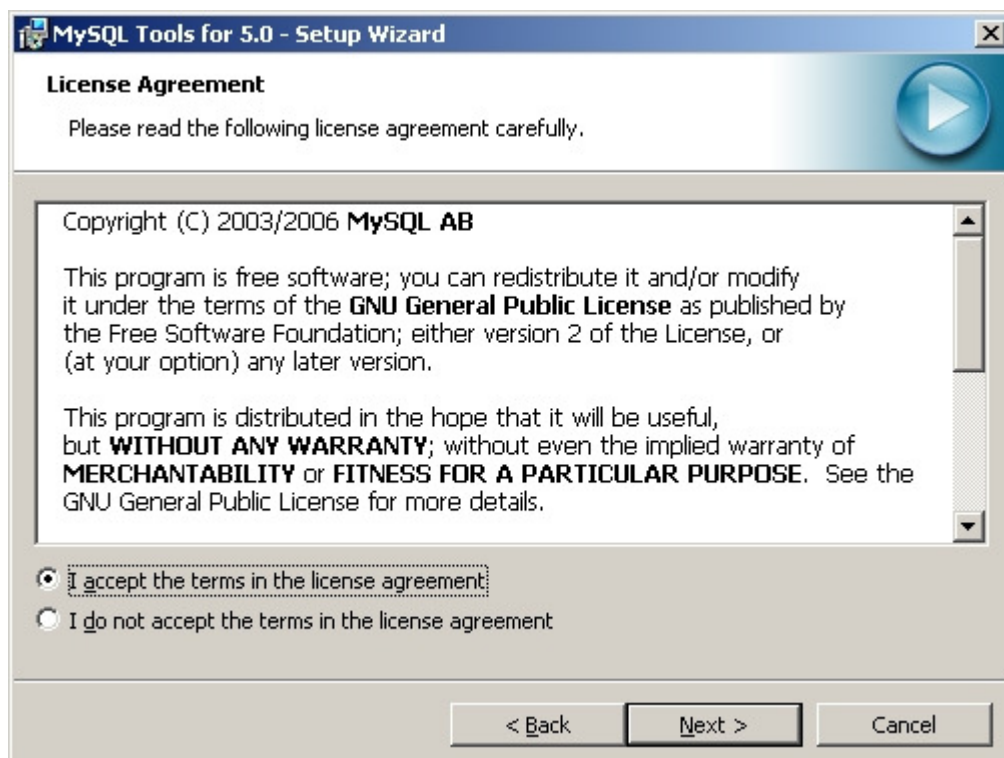 MySQL Tools for 5.0 - Setup Wizard
License Agreement
Please read the following license agreement carefully.
Copyright (C) 2003/2006 MySQL AB
This program is free software; you can redistribute it and/or modify
it under the terms of the GNU General Public License as published by
the Free Software Foundation; either version 2 of the License, or
(at your option) any later version.
This program is distributed in the hope that it will be useful,
but WITHOUT ANY WARRANTY; without even the implied warranty of
MERCHANTABILITY or FITNESS FOR A PARTICULAR PURPOSE. See the
GNU General Public License for more details.
I accept the terms in the license agreement
I do not accept the terms in the license agreement
< Back Next > Cancel